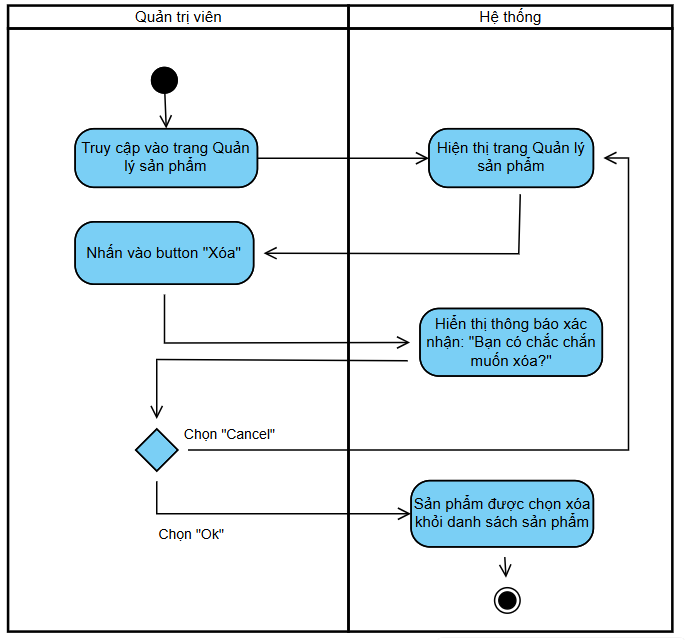 Quản trị viên
Hệ thống
Truy cập vào trang Quản
lý sản phẩm
Hiện thị trang Quản lý
sản phẩm
Nhấn vào button "Xóa"
Hiển thị thông báo xác
nhận: "Bạn có chắc chắn
muốn xóa?"
Chọn "Cancel"
Sản phẩm được chọn xóa
khỏi danh sách sản phẩm
Chọn "Ok"